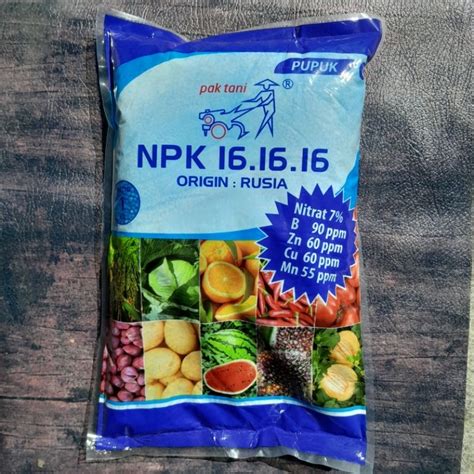 PUPUK
pak tani
®
NPK 16.16.16
ORIGIN : RUSIA
Nitrat 7%
B 90 ppm
Zn 60 ppm
Cu 60 ppm
Mn 55 ppm